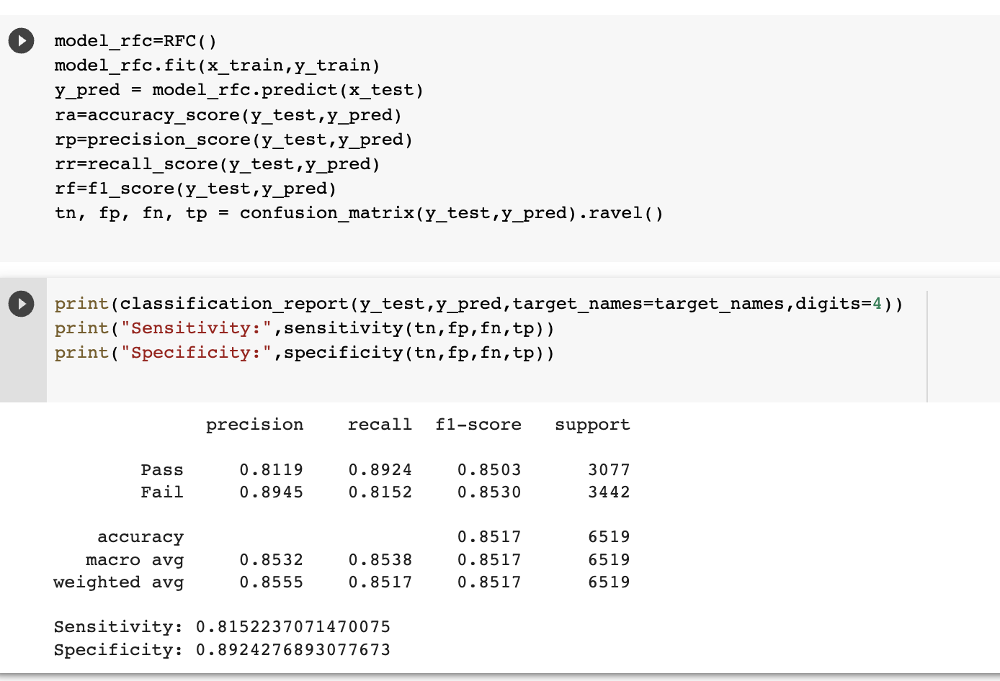 model_rfc=RFC()
model_rfc.fit(x_train,y_train)
y_pred = model_rfc.predict(x_test)
ra=accuracy_score(y_test,y_pred)
rp=precision_score(y_test,y_pred)
rr=recall_score(y_test,y_pred)
rf=f1_score(y_test,y_pred)
tn, fp, fn, tp = confusion_matrix(y_test,y_pred).ravel()
print(classification_report(y_test,y_pred,target_names=target_names,digits=4))
print("Sensitivity:",sensitivity(tn,fp,fn,tp))
print("Specificity:",specificity(tn,fp,fn,tp))
precision recall f1-score support
Pass 0.8119 0.8924 0.8503 3077
Fail 0.8945 0.8152 0.8530 3442
accuracy 0.8517 6519
macro avg 0.8532 0.8538 0.8517 6519
weighted avg 0.8555 0.8517 0.8517 6519
Sensitivity: 0.8152237071470075
Specificity: 0.8924276893077673